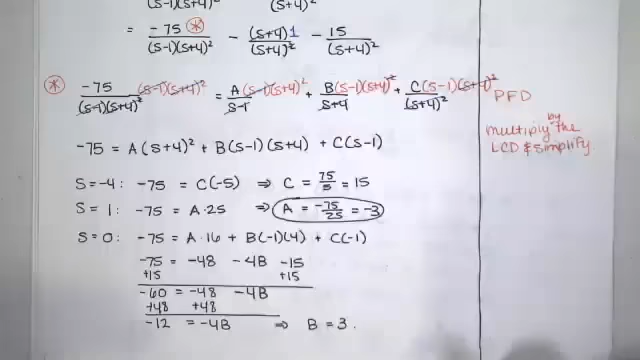 (s-1)(s+4)² (s+4)²
= -75 ⊛ / (s-1)(s+4)² - (s+4)1 / (s+4)² - 15 / (s+4)²
⊛ -75 / (s-1)(s+4)² (s-1)(s+4)² = A (s-1)(s+4)² / s-1 + B (s-1)(s+4)² / s+4 + C (s-1)(s+4)² / (s+4)²
PFD
multiply by the
LCD & simplify
-75 = A(s+4)² + B(s-1)(s+4) + C(s-1)
S=-4: -75 = C(-5) ⇒ C = 75/5 = 15
S= 1: -75 = A·25 ⇒ A = -75/25 = -3
S=0: -75 = A·16 + B(-1)(4) + C(-1)
-75 = -48 -4B -15
+15 +15
-60 = -48 -4B
+48 +48
-12 = -4B ⇒ B = 3.